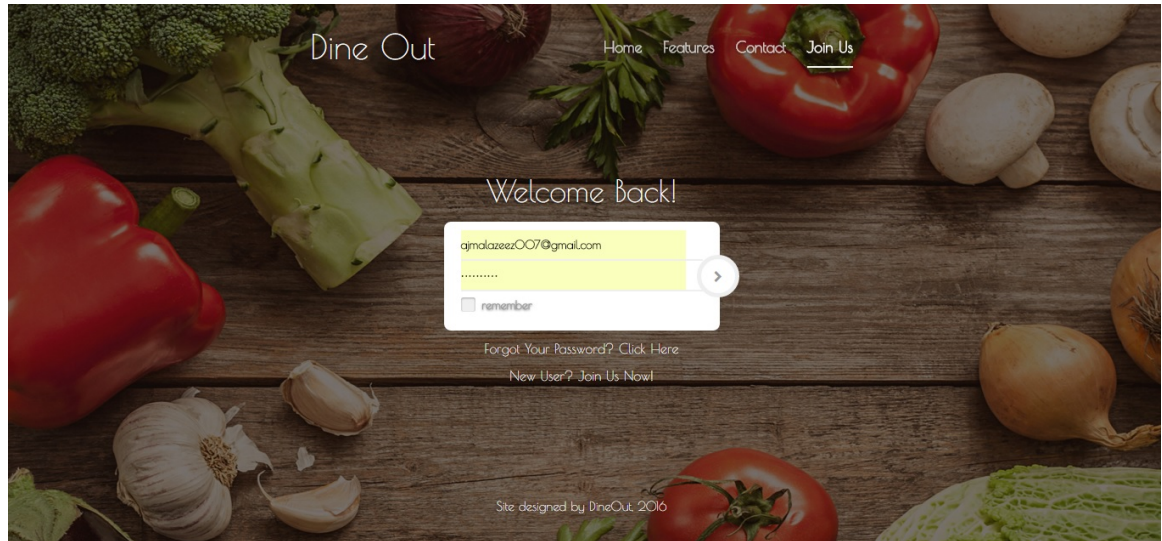 Dine Out
Home Features Contact Join Us
Welcome Back!
ajmalazeez007@gmail.com
..........
remember
Forgot Your Password? Click Here
New User? Join Us Now!
Site designed by DineOut, 2016